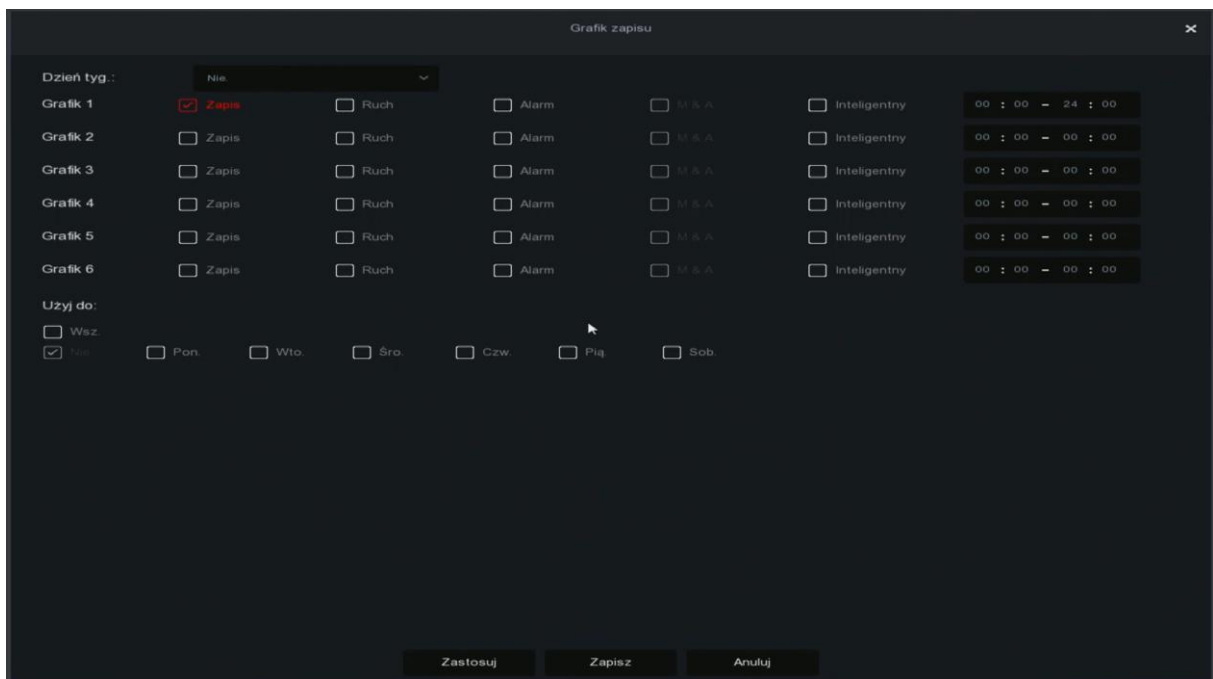 Grafik zapisu
Dzień tyg.: Nie.
Grafik 1 Zapis Ruch Alarm M & A Inteligentny 00 : 00 - 24 : 00
Grafik 2 Zapis Ruch Alarm M & A Inteligentny 00 : 00 - 00 : 00
Grafik 3 Zapis Ruch Alarm M & A Inteligentny 00 : 00 - 00 : 00
Grafik 4 Zapis Ruch Alarm M & A Inteligentny 00 : 00 - 00 : 00
Grafik 5 Zapis Ruch Alarm M & A Inteligentny 00 : 00 - 00 : 00
Grafik 6 Zapis Ruch Alarm M & A Inteligentny 00 : 00 - 00 : 00
Użyj do:
Wsz.
Nie. Pon. Wto. Śro. Czw. Pią. Sob.
Zastosuj Zapisz Anuluj